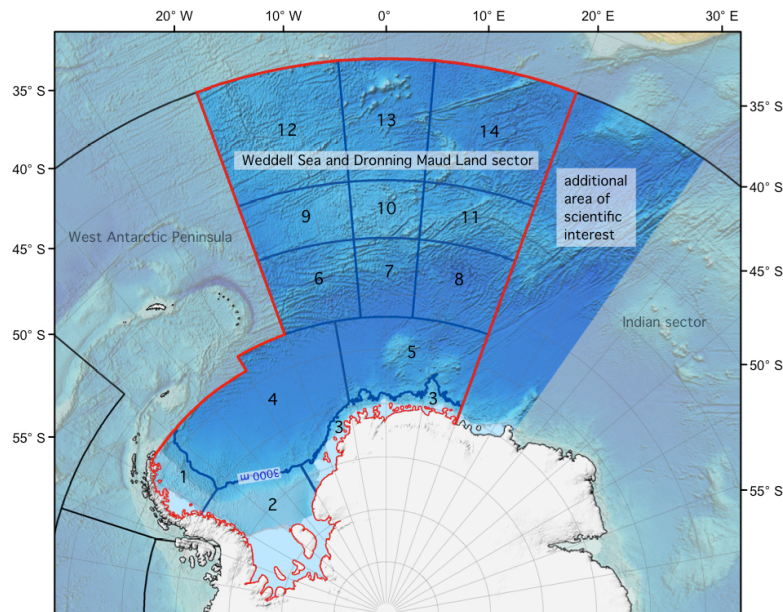 20° W 10° W 0° 10° E 20° E 30° E
35° S
35° S
12
13
14
Weddell Sea and Dronning Maud Land sector
40° S
40° S
additional
area of
scientific
interest
9
10
11
West Antarctic Peninsula
45° S
45° S
6
7
8
Indian sector
50° S
50° S
5
4
3
3
55° S
55° S
1
3000 m
2